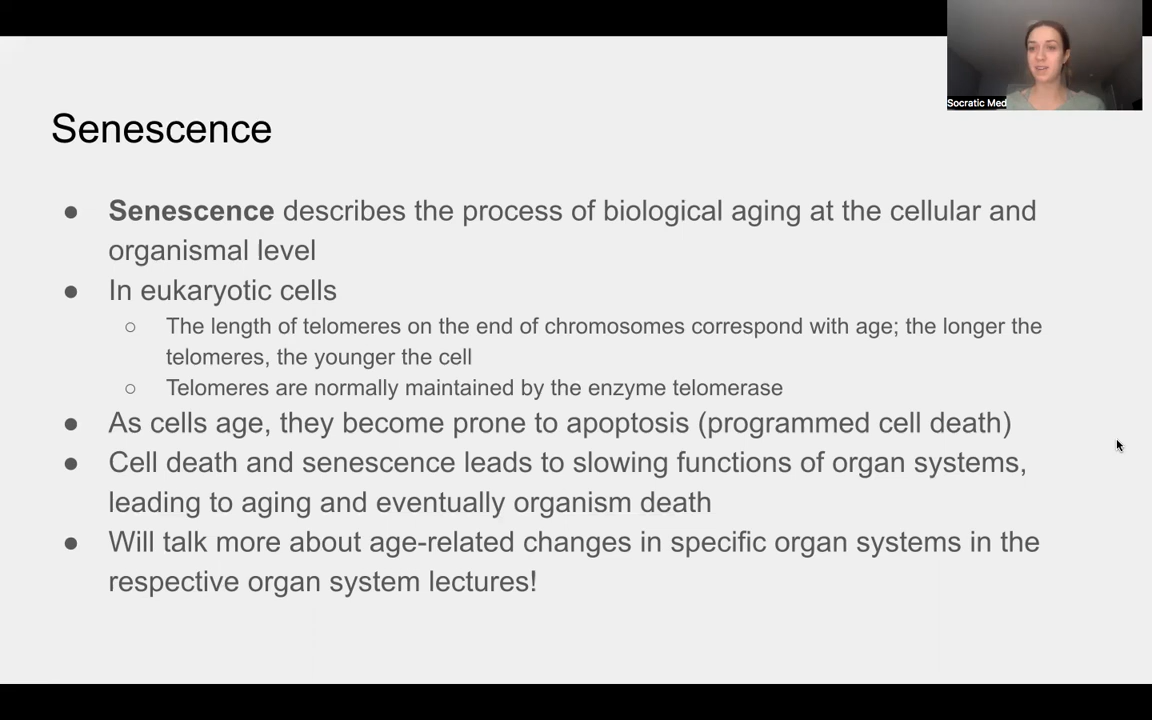 Socratic Med
Senescence
● Senescence describes the process of biological aging at the cellular and
organismal level
● In eukaryotic cells
○ The length of telomeres on the end of chromosomes correspond with age; the longer the
telomeres, the younger the cell
○ Telomeres are normally maintained by the enzyme telomerase
● As cells age, they become prone to apoptosis (programmed cell death)
● Cell death and senescence leads to slowing functions of organ systems,
leading to aging and eventually organism death
● Will talk more about age-related changes in specific organ systems in the
respective organ system lectures!